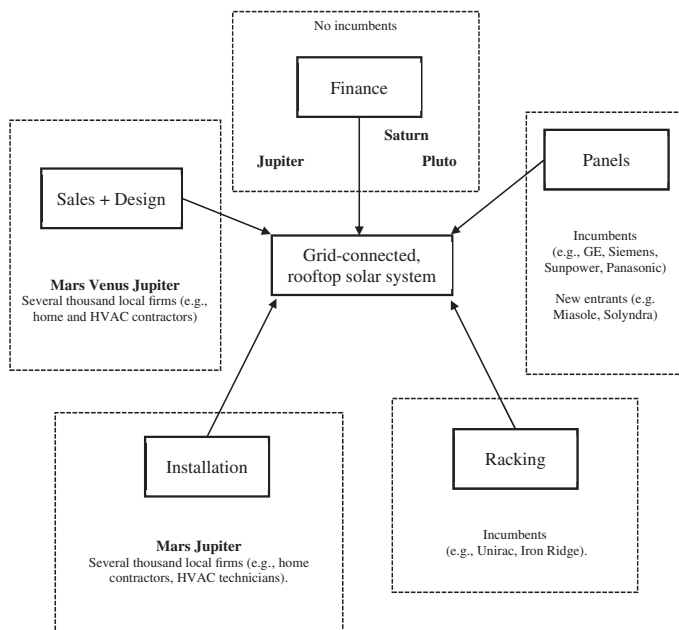 No incumbents
Finance
Saturn
Jupiter
Pluto
Sales + Design
Mars Venus Jupiter
Several thousand local firms (e.g.,
home and HVAC contractors)
Panels
Incumbents
(e.g., GE, Siemens,
Sunpower, Panasonic)
New entrants (e.g.
Miasole, Solyndra)
Grid-connected,
rooftop solar system
Installation
Mars Jupiter
Several thousand local firms (e.g., home
contractors, HVAC technicians).
Racking
Incumbents
(e.g., Unirac, Iron Ridge).